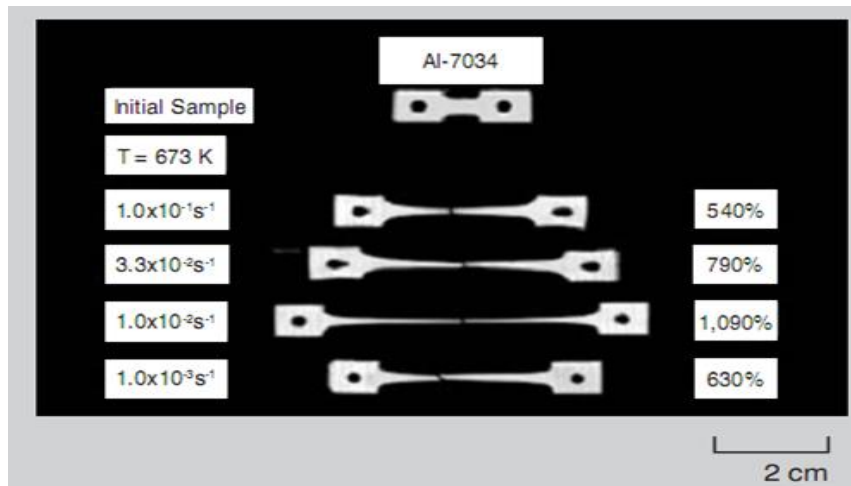 Al-7034
Initial Sample
T = 673 K
1.0x10⁻¹s⁻¹ 540%
3.3x10⁻²s⁻¹ 790%
1.0x10⁻²s⁻¹ 1,090%
1.0x10⁻³s⁻¹ 630%
2 cm